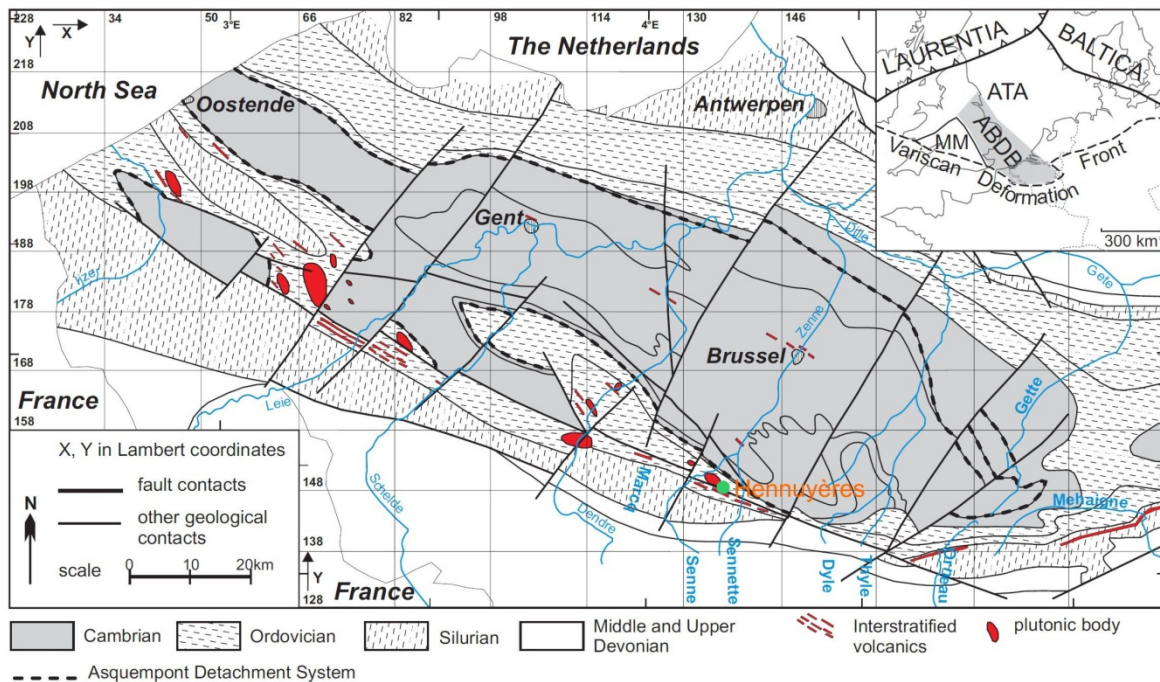 228
34
50
3°E
66
82
98
114
4°E
130
146
X
Y
218
208
198
188
178
168
158
148
138
128
The Netherlands
North Sea
Oostende
Antwerpen
Gent
Brussel
Hennuyères
France
France
Ijzer
Leie
Schelde
Dendre
Marcq
Senne
Sennette
Dyle
Thyle
Orneau
Mehaigne
Gette
Gete
Dijle
Zenne
Y
LAURENTIA
BALTICA
ATA
ABDB
MM
Variscan
Deformation
Front
300 km
X, Y in Lambert coordinates
fault contacts
other geological
contacts
N
scale
0
10
20km
Cambrian
Ordovician
Silurian
Middle and Upper
Devonian
Interstratified
volcanics
plutonic body
Asquempont Detachment System